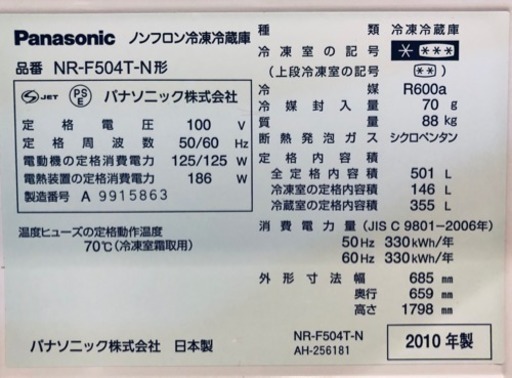 Panasonic ノンフロン冷凍冷蔵庫
品番 NR-F504T-N形
S JET PS E パナソニック株式会社
定格電圧 100 V
定格周波数 50/60 Hz
電動機の定格消費電力 125/125 W
電熱装置の定格消費電力 186 W
製造番号 A 9915863
温度ヒューズの定格動作温度
70℃(冷凍室霜取用)
パナソニック株式会社 日本製
種類 冷凍冷蔵庫
冷凍室の記号 * ***
(上段冷凍室の記号 **)
冷媒 R600a
冷媒封入量 70 g
質量 88 kg
断熱発泡ガス シクロペンタン
定格内容積
全定格内容積 501 L
冷凍室の定格内容積 146 L
冷蔵室の定格内容積 355 L
消費電力量(JIS C 9801-2006年)
50Hz 330kWh/年
60Hz 330kWh/年
外形寸法 幅 685 mm
奥行 659 mm
高さ 1798 mm
NR-F504T-N
AH-256181
2010年製